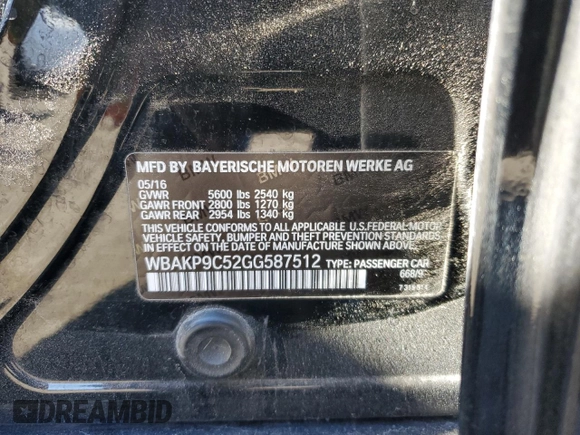 MFD BY BAYERISCHE MOTOREN WERKE AG
05/16
GVWR 5600 lbs 2540 kg
GAWR FRONT 2800 lbs 1270 kg
GAWR REAR 2954 lbs 1340 kg
THIS VEHICLE CONFORMS TO ALL APPLICABLE U.S.FEDERAL-MOTOR
VEHICLE SAFETY, BUMPER, AND THEFT PREVENTION STANDARDS
IN EFFECT ON THE DATE OF MANUFACTURE SHOWN ABOVE.
WBAKP9C52GG587512 TYPE: PASSENGER CAR
668/9
DREAMBID